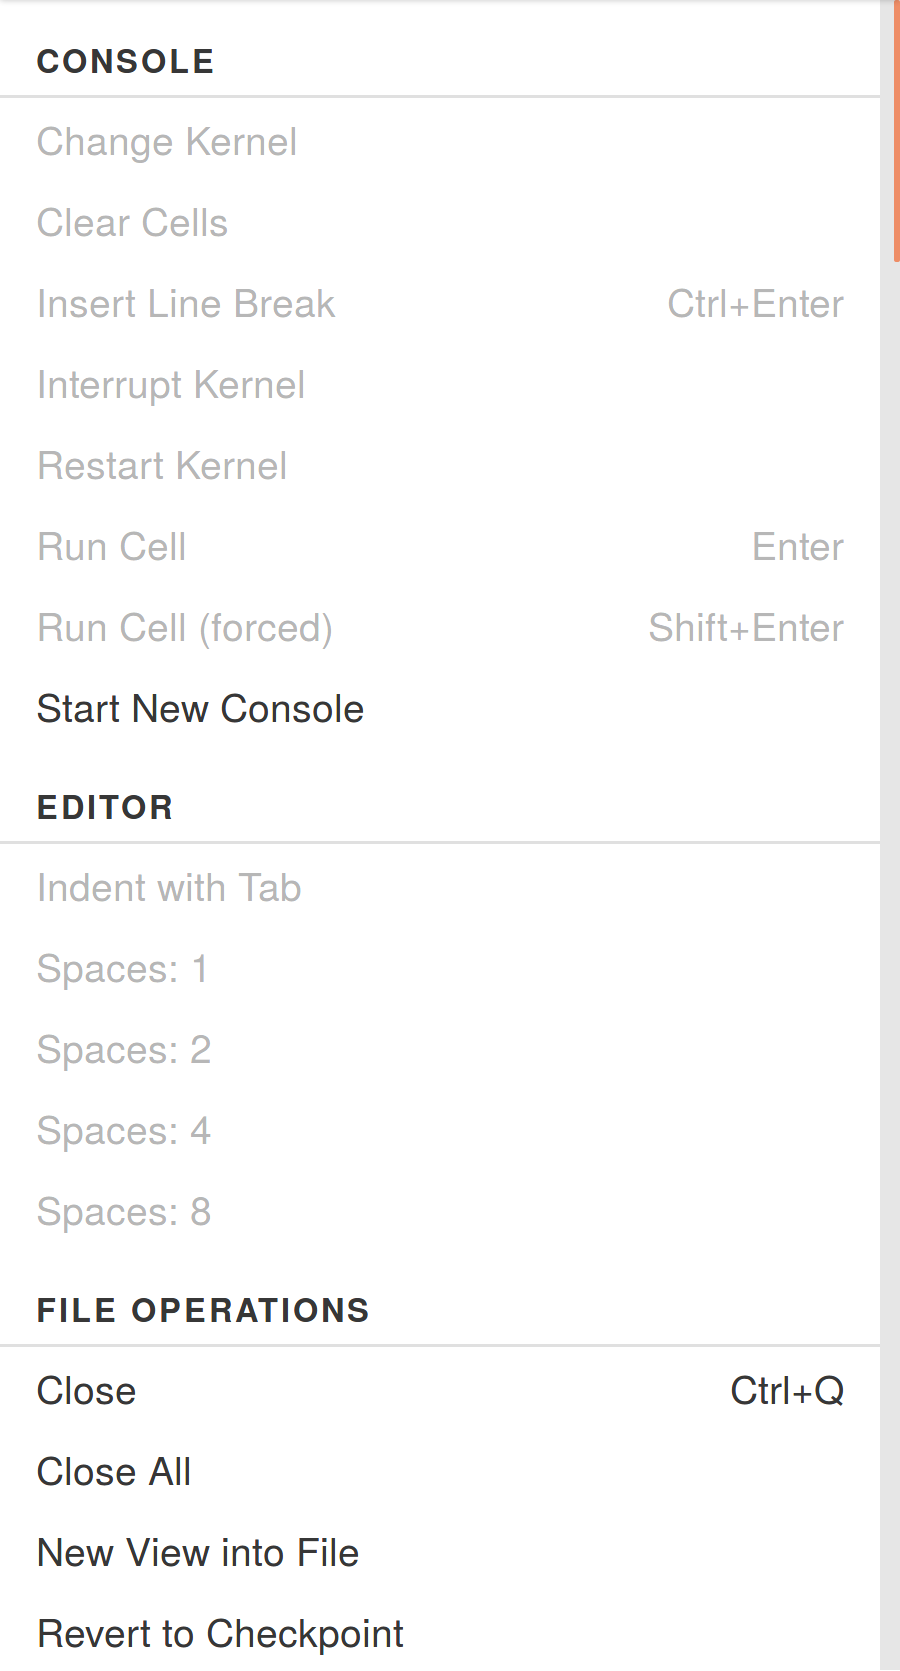 CONSOLE
Change Kernel
Clear Cells
Insert Line Break Ctrl+Enter
Interrupt Kernel
Restart Kernel
Run Cell Enter
Run Cell (forced) Shift+Enter
Start New Console
EDITOR
Indent with Tab
Spaces: 1
Spaces: 2
Spaces: 4
Spaces: 8
FILE OPERATIONS
Close Ctrl+Q
Close All
New View into File
Revert to Checkpoint